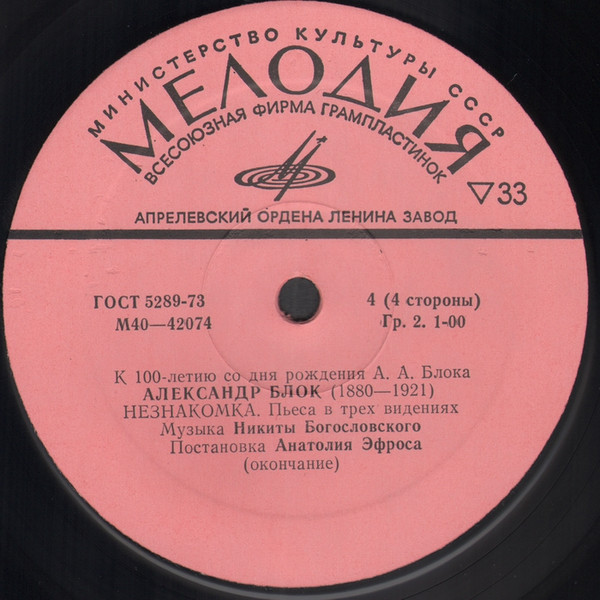 МИНИСТЕРСТВО КУЛЬТУРЫ СССР
МЕЛОДИЯ
ВСЕСОЮЗНАЯ ФИРМА ГРАМПЛАСТИНОК
▽33
АПРЕЛЕВСКИЙ ОРДЕНА ЛЕНИНА ЗАВОД
ГОСТ 5289-73
4 (4 стороны)
М40—42074
Гр. 2. 1-00
К 100-летию со дня рождения А. А. Блока
АЛЕКСАНДР БЛОК (1880—1921)
НЕЗНАКОМКА. Пьеса в трех видениях
Музыка Никиты Богословского
Постановка Анатолия Эфроса
(окончание)